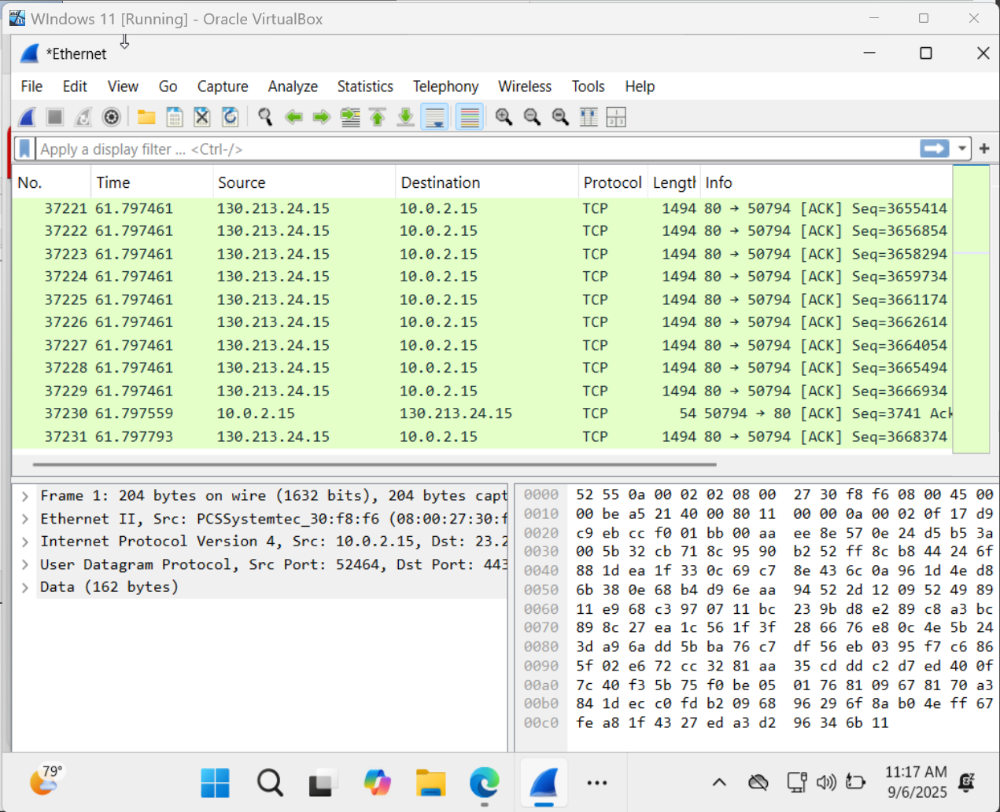 WIndows 11 [Running] - Oracle VirtualBox
*Ethernet
File Edit View Go Capture Analyze Statistics Telephony Wireless Tools Help
Apply a display filter ... <Ctrl-/>
No. Time Source Destination Protocol Lengtl Info
37221 61.797461 130.213.24.15 10.0.2.15 TCP 1494 80 → 50794 [ACK] Seq=3655414
37222 61.797461 130.213.24.15 10.0.2.15 TCP 1494 80 → 50794 [ACK] Seq=3656854
37223 61.797461 130.213.24.15 10.0.2.15 TCP 1494 80 → 50794 [ACK] Seq=3658294
37224 61.797461 130.213.24.15 10.0.2.15 TCP 1494 80 → 50794 [ACK] Seq=3659734
37225 61.797461 130.213.24.15 10.0.2.15 TCP 1494 80 → 50794 [ACK] Seq=3661174
37226 61.797461 130.213.24.15 10.0.2.15 TCP 1494 80 → 50794 [ACK] Seq=3662614
37227 61.797461 130.213.24.15 10.0.2.15 TCP 1494 80 → 50794 [ACK] Seq=3664054
37228 61.797461 130.213.24.15 10.0.2.15 TCP 1494 80 → 50794 [ACK] Seq=3665494
37229 61.797461 130.213.24.15 10.0.2.15 TCP 1494 80 → 50794 [ACK] Seq=3666934
37230 61.797559 10.0.2.15 130.213.24.15 TCP 54 50794 → 80 [ACK] Seq=3741 Ack
37231 61.797793 130.213.24.15 10.0.2.15 TCP 1494 80 → 50794 [ACK] Seq=3668374
Frame 1: 204 bytes on wire (1632 bits), 204 bytes capt
Ethernet II, Src: PCSSystemtec_30:f8:f6 (08:00:27:30:f
Internet Protocol Version 4, Src: 10.0.2.15, Dst: 23.2
User Datagram Protocol, Src Port: 52464, Dst Port: 443
Data (162 bytes)
0000 52 55 0a 00 02 02 08 00 27 30 f8 f6 08 00 45 00
0010 00 be a5 21 40 00 80 11 00 00 0a 00 02 0f 17 d9
0020 c9 eb cc f0 01 bb 00 aa ee 8e 57 0e 24 d5 b5 3a
0030 00 5b 32 cb 71 8c 95 90 b2 52 ff 8c b8 44 24 6f
0040 88 1d ea 1f 33 0c 69 c7 8e 43 6c 0a 96 1d 4e d8
0050 6b 38 0e 68 b4 d9 6e aa 94 52 2d 12 09 52 49 89
0060 11 e9 68 c3 97 07 11 bc 23 9b d8 e2 89 c8 a3 bc
0070 89 8c 27 ea 1c 56 1f 3f 28 66 76 e8 0c 4e 5b 24
0080 3d a9 6a dd 5b ba 76 c7 df 56 eb 03 95 f7 c6 86
0090 5f 02 e6 72 cc 32 81 aa 35 cd dd c2 d7 ed 40 0f
00a0 7c 40 f3 5b 75 f0 be 05 01 76 81 09 67 81 70 a3
00b0 84 1d ec c0 fd b2 09 68 96 29 6f 8a b0 4e ff 67
00c0 fe a8 1f 43 27 ed a3 d2 96 34 6b 11
79°
11:17 AM
9/6/2025